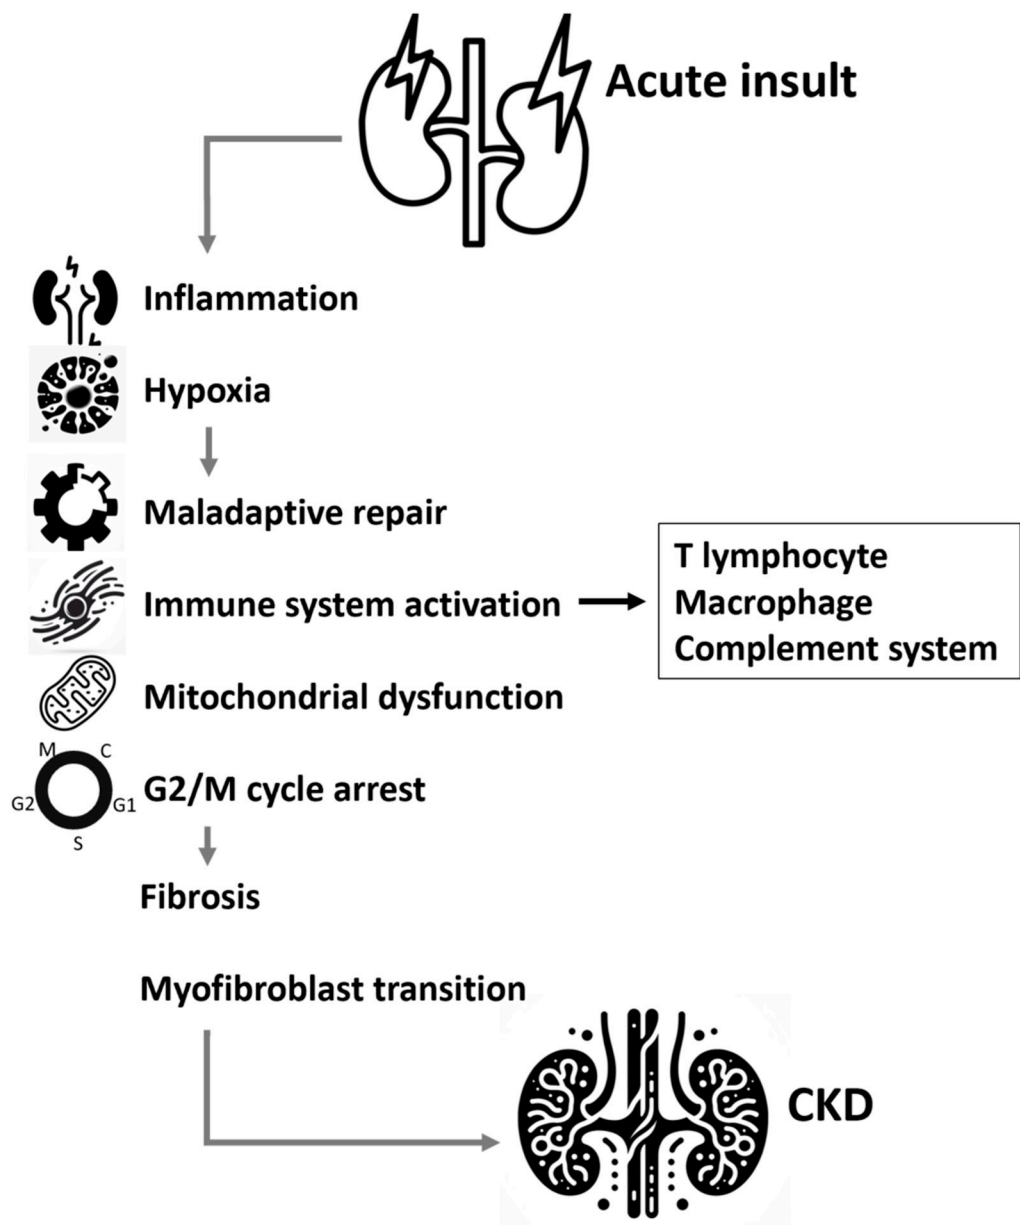 Acute insult
Inflammation
Hypoxia
Maladaptive repair
Immune system activation
T lymphocyte
Macrophage
Complement system
Mitochondrial dysfunction
M
C
G2
G1
S
G2/M cycle arrest
Fibrosis
Myofibroblast transition
CKD